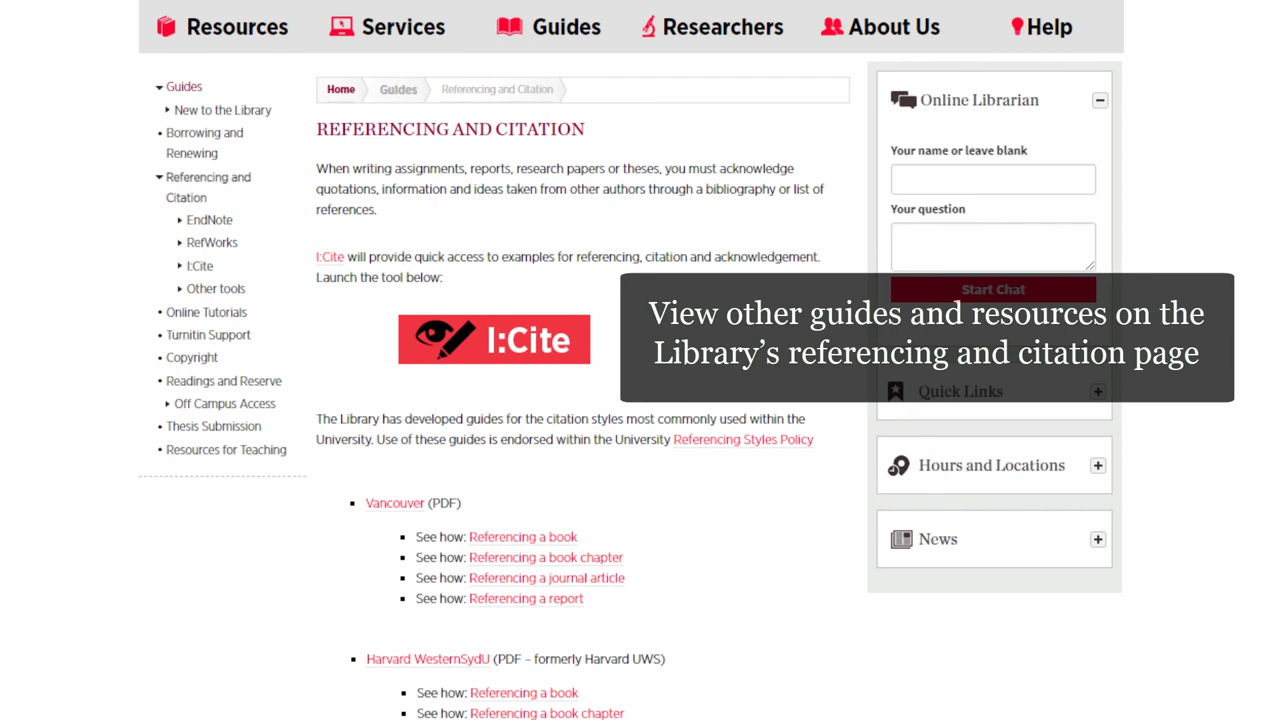 Resources Services Guides Researchers About Us Help
Guides
New to the Library
Borrowing and
Renewing
Referencing and
Citation
EndNote
RefWorks
I:Cite
Other tools
Online Tutorials
Turnitin Support
Copyright
Readings and Reserve
Off Campus Access
Thesis Submission
Resources for Teaching
Home Guides Referencing and Citation
REFERENCING AND CITATION
When writing assignments, reports, research papers or theses, you must acknowledge
quotations, information and ideas taken from other authors through a bibliography or list of
references.
I:Cite will provide quick access to examples for referencing, citation and acknowledgement.
Launch the tool below:
I:Cite
The Library has developed guides for the citation styles most commonly used within the
University. Use of these guides is endorsed within the University Referencing Styles Policy
Vancouver (PDF)
See how: Referencing a book
See how: Referencing a book chapter
See how: Referencing a journal article
See how: Referencing a report
Harvard WesternSydU (PDF – formerly Harvard UWS)
See how: Referencing a book
See how: Referencing a book chapter
Online Librarian
Your name or leave blank
Your question
Start Chat
View other guides and resources on the
Library's referencing and citation page
Quick Links
Hours and Locations
News